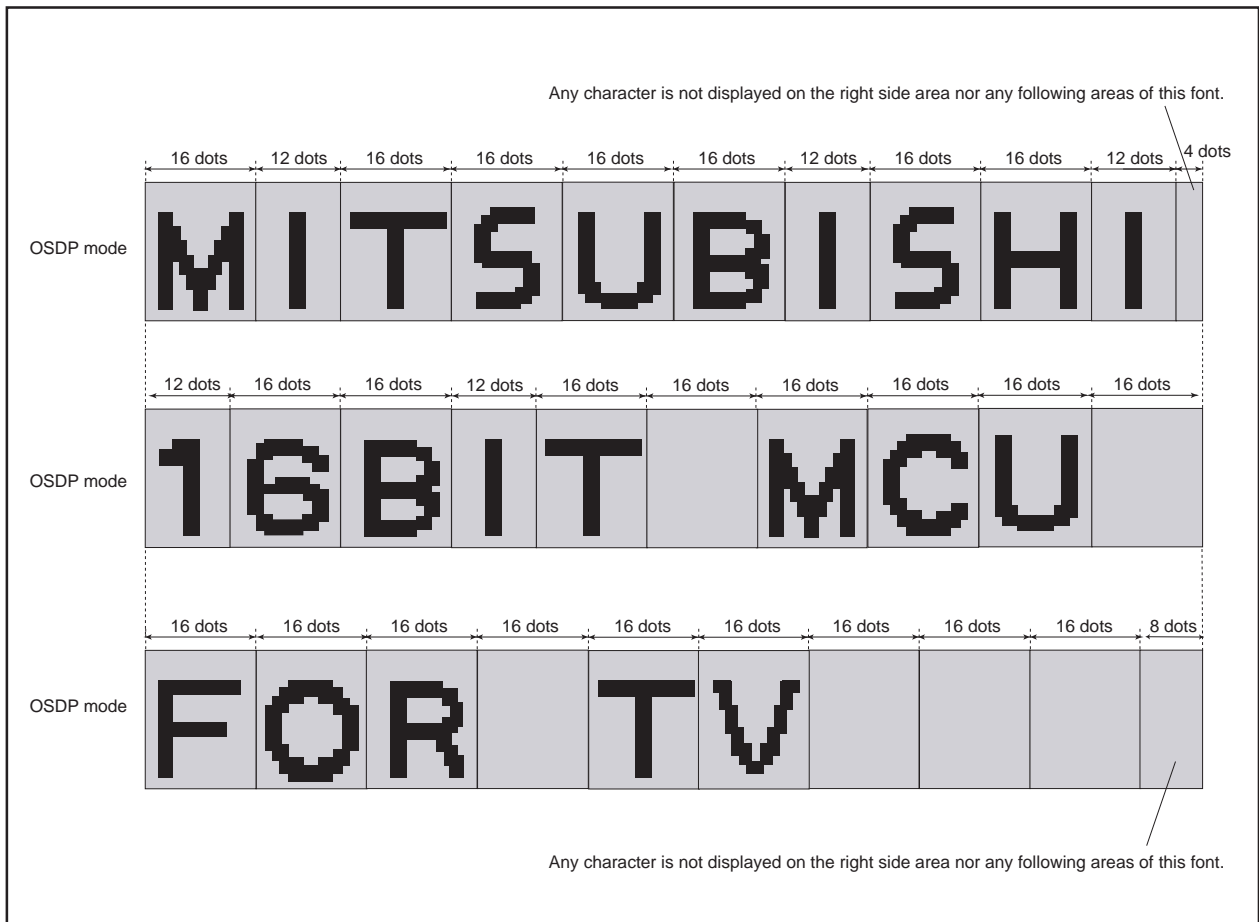 Any character is not displayed on the right side area nor any following areas of this font.
16 dots 12 dots 16 dots 16 dots 16 dots 16 dots 12 dots 16 dots 16 dots 12 dots 4 dots
OSDP mode MITSUBISHI
12 dots 16 dots 16 dots 12 dots 16 dots 16 dots 16 dots 16 dots 16 dots 16 dots
OSDP mode 16BIT MCU
16 dots 16 dots 16 dots 16 dots 16 dots 16 dots 16 dots 16 dots 16 dots 8 dots
OSDP mode FOR TV
Any character is not displayed on the right side area nor any following areas of this font.